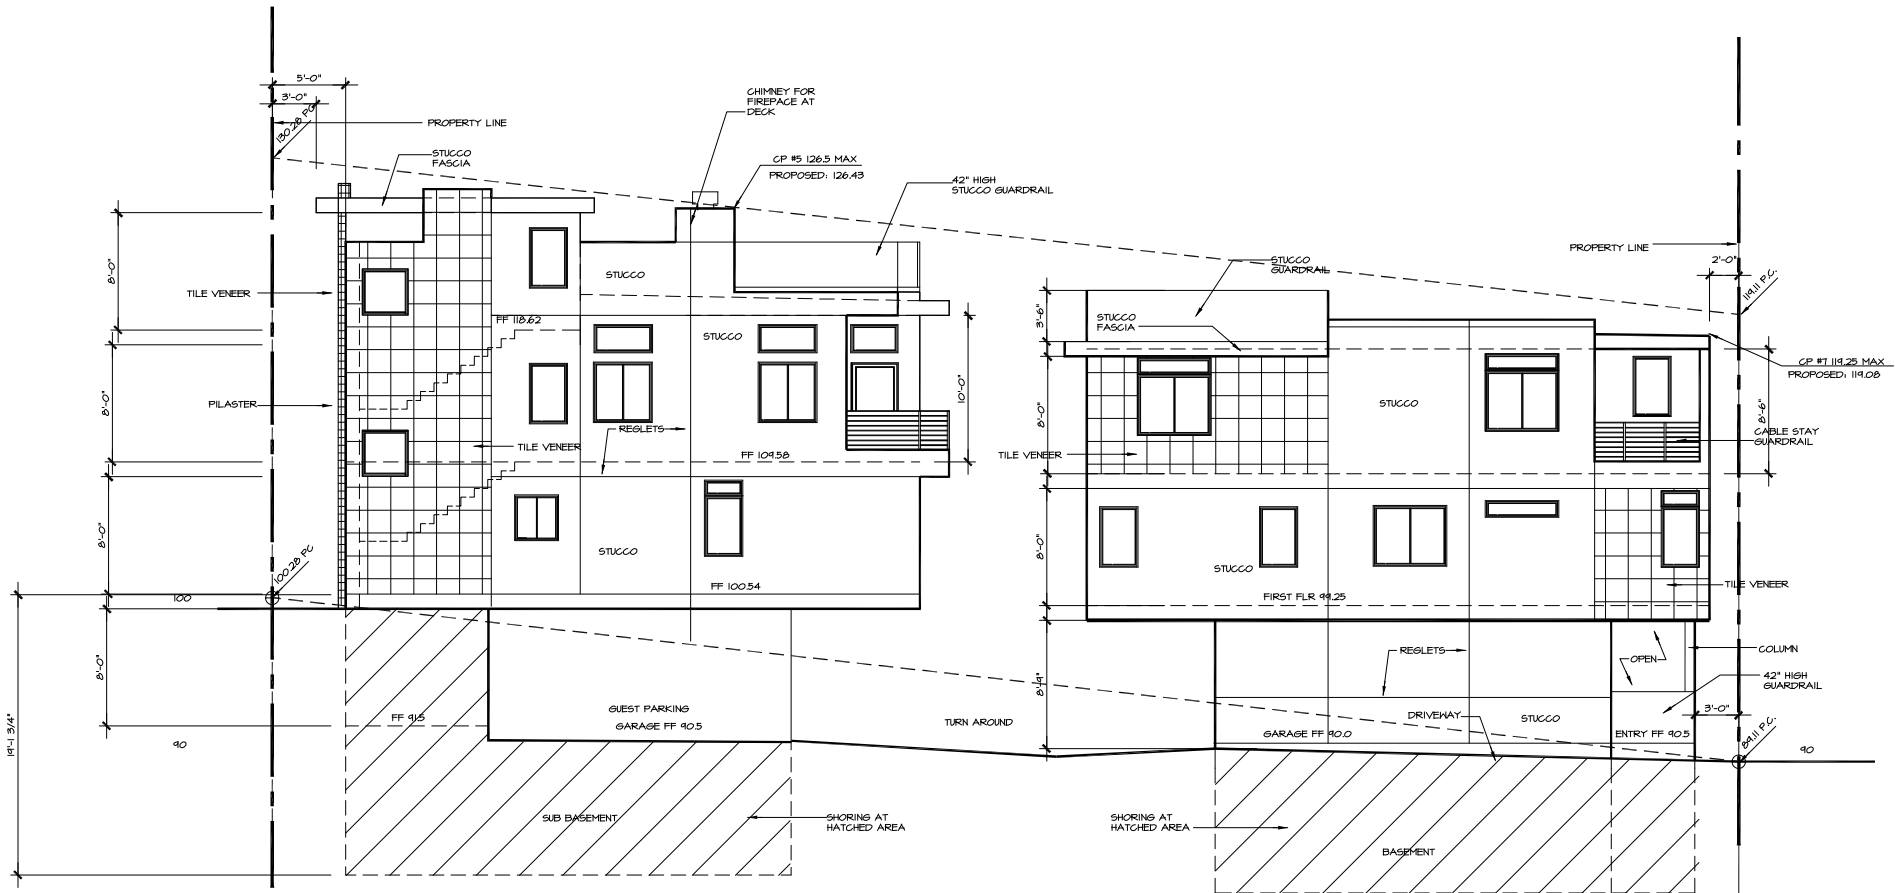 5'-0"
3'-0"
130.28 PC
PROPERTY LINE
STUCCO
FASCIA
CHIMNEY FOR
FIREPACE AT
DECK
CP #5 126.5 MAX
PROPOSED: 126.43
42" HIGH
STUCCO GUARDRAIL
PROPERTY LINE
2'-0"
119.11 P.C.
STUCCO
GUARDRAIL
8'-0"
STUCCO
TILE VENEER
3'-6"
FF 118.62
STUCCO
FASCIA
STUCCO
CP #7 119.25 MAX
PROPOSED: 119.08
8'-0"
PILASTER
10'-0"
8'-0"
STUCCO
8'-6"
REGLETS
CABLE STAY
GUARDRAIL
TILE VENEER
FF 109.58
TILE VENEER
8'-0"
8'-0"
STUCCO
100.28 PC
STUCCO
FF 100.54
TILE VENEER
100
FIRST FLR 99.25
8'-0"
REGLETS
OPEN
COLUMN
8'-9"
42" HIGH
GUARDRAIL
GUEST PARKING
FF 91.5
GARAGE FF 90.5
TURN AROUND
DRIVEWAY
STUCCO
3'-0"
GARAGE FF 90.0
ENTRY FF 90.5
89.11 P.C.
90
90
19'-1 3/4"
SUB BASEMENT
SHORING AT
HATCHED AREA
SHORING AT
HATCHED AREA
BASEMENT